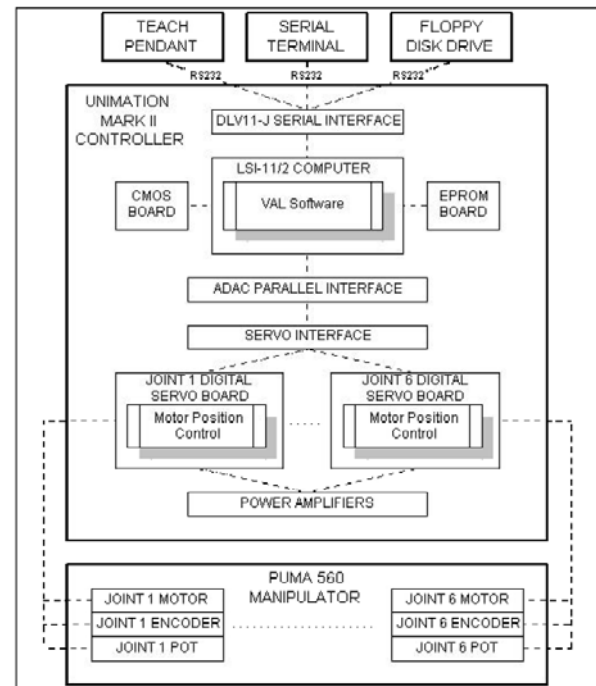 TEACH
PENDANT
SERIAL
TERMINAL
FLOPPY
DISK DRIVE
RS232
RS232
RS232
UNIMATION
MARK II
CONTROLLER
DLV11-J SERIAL INTERFACE
LSI-11/2 COMPUTER
CMOS
BOARD
VAL Software
EPROM
BOARD
ADAC PARALLEL INTERFACE
SERVO INTERFACE
JOINT 1 DIGITAL
SERVO BOARD
Motor Position
Control
JOINT 6 DIGITAL
SERVO BOARD
Motor Position
Control
POWER AMPLIFIERS
PUMA 560
MANIPULATOR
JOINT 1 MOTOR
JOINT 1 ENCODER
JOINT 1 POT
JOINT 6 MOTOR
JOINT 6 ENCODER
JOINT 6 POT